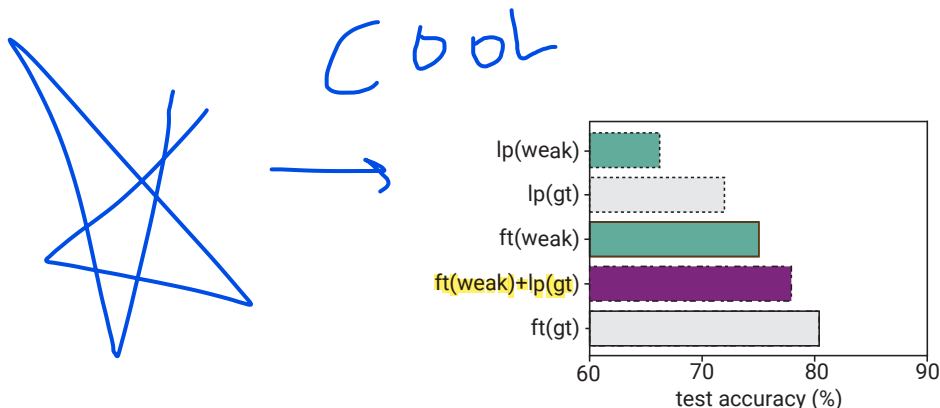 COOL
lp(weak)
lp(gt)
ft(weak)
ft(weak)+lp(gt)
ft(gt)
60 70 80 90
test accuracy (%)